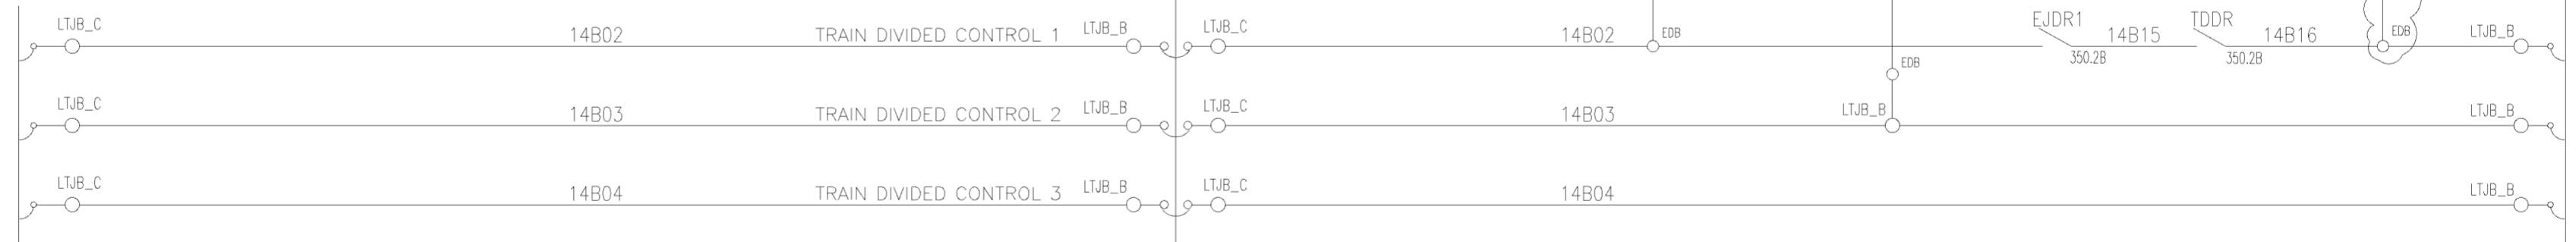 LTJB_C 14B02 TRAIN DIVIDED CONTROL 1 LTJB_B LTJB_C 14B02 EDB EJDR1 350.2B 14B15 TDDR 350.2B 14B16 EDB LTJB_B
EDB
LTJB_C 14B03 TRAIN DIVIDED CONTROL 2 LTJB_B LTJB_C 14B03 LTJB_B LTJB_B
LTJB_C 14B04 TRAIN DIVIDED CONTROL 3 LTJB_B LTJB_C 14B04 LTJB_B